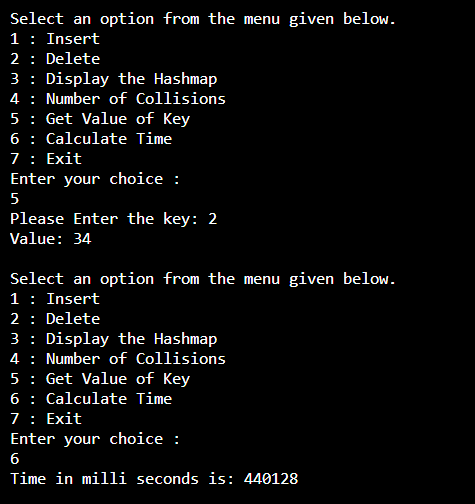 Select an option from the menu given below.
1 : Insert
2 : Delete
3 : Display the Hashmap
4 : Number of Collisions
5 : Get Value of Key
6 : Calculate Time
7 : Exit
Enter your choice :
5
Please Enter the key: 2
Value: 34
Select an option from the menu given below.
1 : Insert
2 : Delete
3 : Display the Hashmap
4 : Number of Collisions
5 : Get Value of Key
6 : Calculate Time
7 : Exit
Enter your choice :
6
Time in milli seconds is: 440128